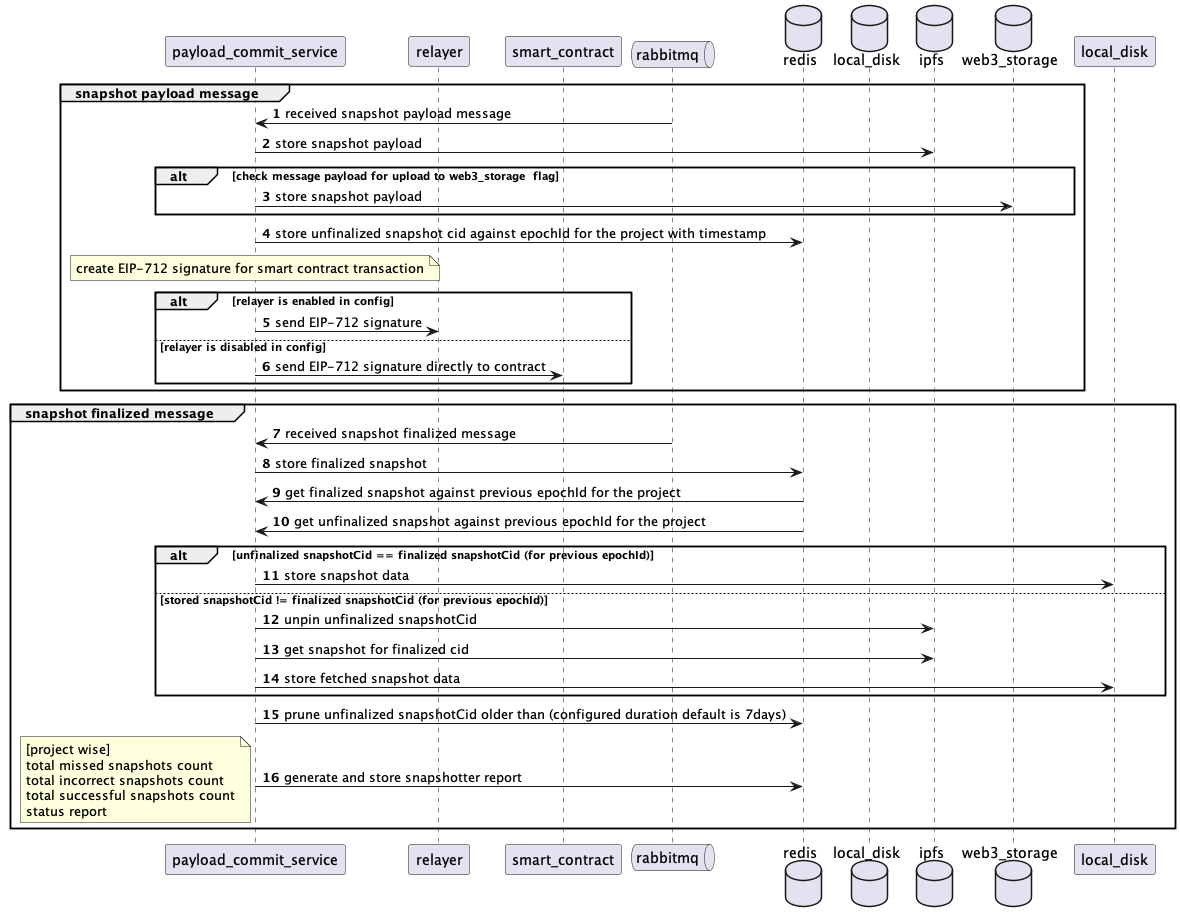 payload_commit_service
relayer
smart_contract
rabbitmq
redis
local_disk
ipfs
web3_storage
local_disk
snapshot payload message
1 received snapshot payload message
2 store snapshot payload
alt
[check message payload for upload to web3_storage  flag]
3 store snapshot payload
4 store unfinalized snapshot cid against epochId for the project with timestamp
create EIP-712 signature for smart contract transaction
alt
[relayer is enabled in config]
5 send EIP-712 signature
[relayer is disabled in config]
6 send EIP-712 signature directly to contract
snapshot finalized message
7 received snapshot finalized message
8 store finalized snapshot
9 get finalized snapshot against previous epochId for the project
10 get unfinalized snapshot against previous epochId for the project
alt
[unfinalized snapshotCid == finalized snapshotCid (for previous epochId)]
11 store snapshot data
[stored snapshotCid != finalized snapshotCid (for previous epochId)]
12 unpin unfinalized snapshotCid
13 get snapshot for finalized cid
14 store fetched snapshot data
15 prune unfinalized snapshotCid older than (configured duration default is 7days)
[project wise]
total missed snapshots count
total incorrect snapshots count
total successful snapshots count
status report
16 generate and store snapshotter report
payload_commit_service
relayer
smart_contract
rabbitmq
redis
local_disk
ipfs
web3_storage
local_disk